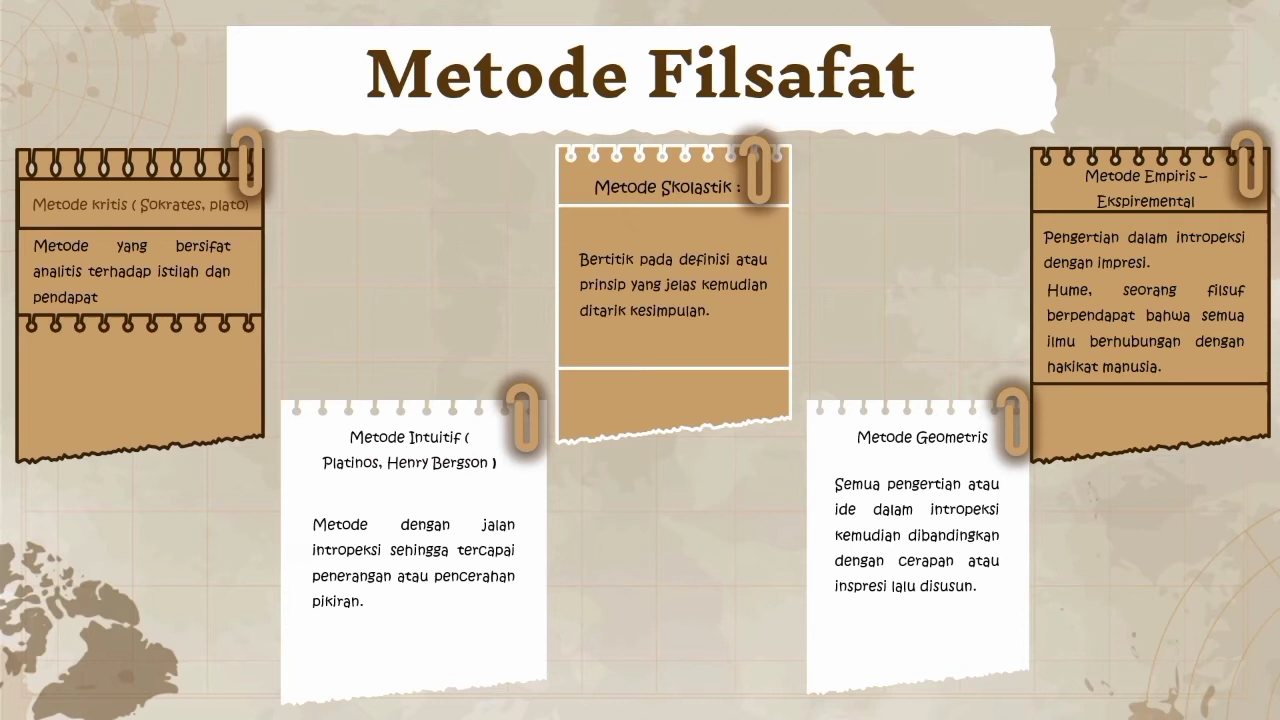 Metode Filsafat
Metode kritis ( Sokrates, plato)
Metode yang bersifat
analitis terhadap istilah dan
pendapat
Metode Intuitif (
Platinos, Henry Bergson )
Metode dengan jalan
intropeksi sehingga tercapai
penerangan atau pencerahan
pikiran.
Metode Skolastik :
Bertitik pada definisi atau
prinsip yang jelas kemudian
ditarik kesimpulan.
Metode Geometris
Semua pengertian atau
ide dalam intropeksi
kemudian dibandingkan
dengan cerapan atau
inspresi lalu disusun.
Metode Empiris –
Ekspiremental
Pengertian dalam intropeksi
dengan impresi.
Hume, seorang filsuf
berpendapat bahwa semua
ilmu berhubungan dengan
hakikat manusia.